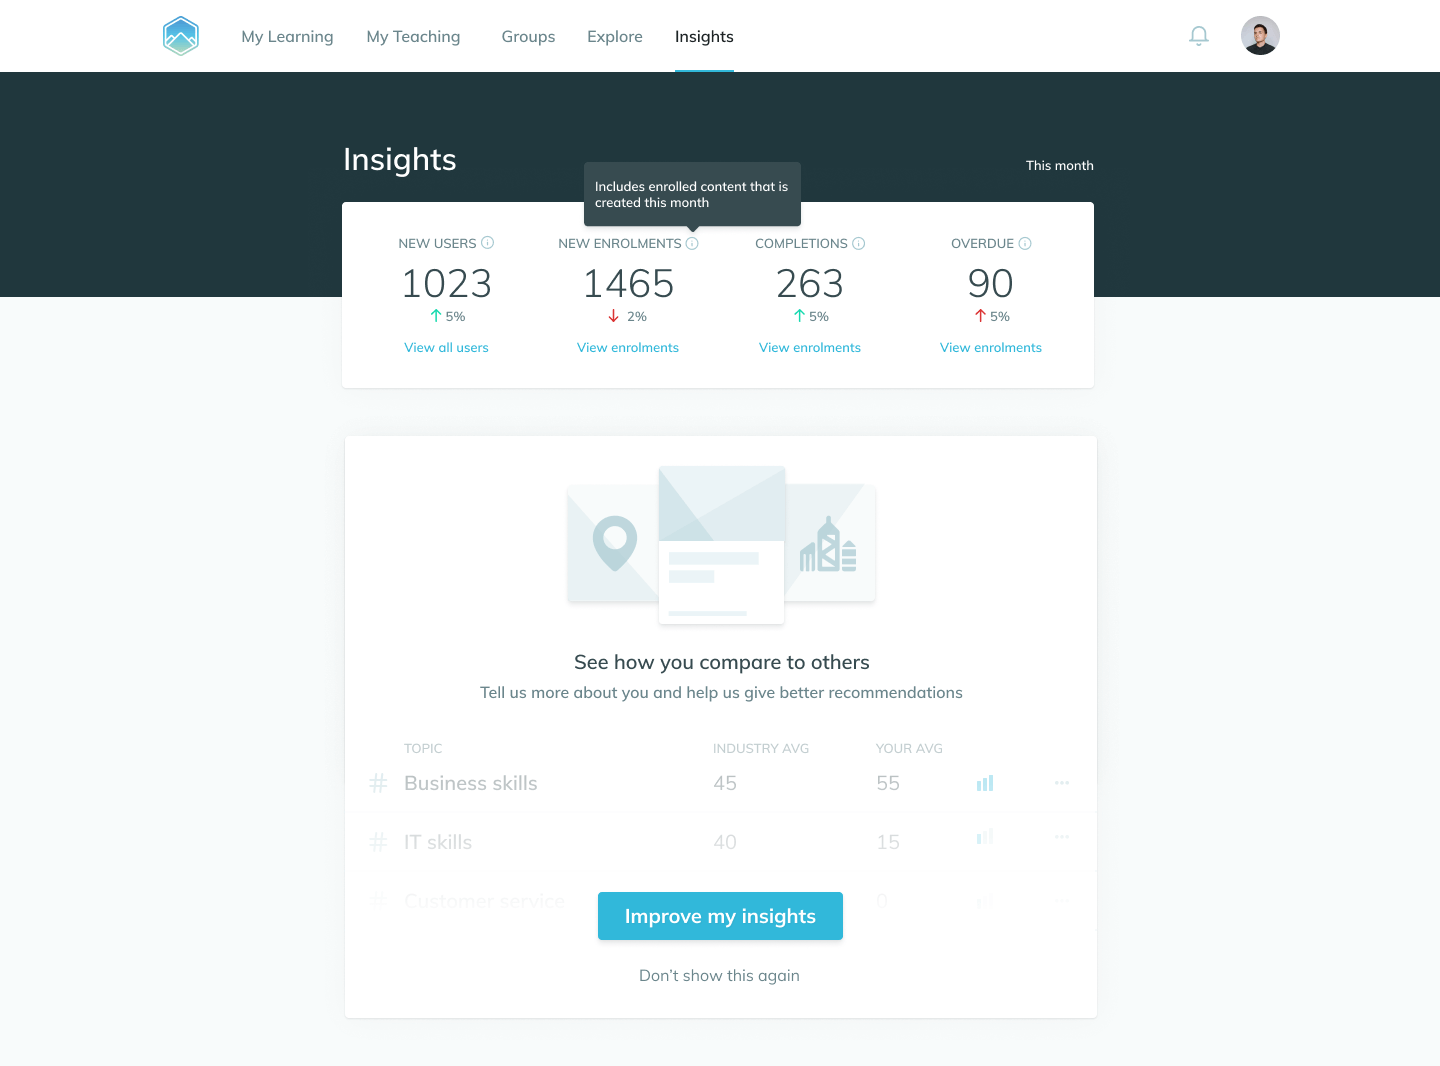 My Learning
My Teaching
Groups
Explore
Insights
Insights
This month
Includes enrolled content that is
created this month
NEW USERS
NEW ENROLMENTS
COMPLETIONS
OVERDUE
1023
1465
263
90
5%
2%
5%
5%
View all users
View enrolments
View enrolments
View enrolments
See how you compare to others
Tell us more about you and help us give better recommendations
TOPIC
INDUSTRY AVG
YOUR AVG
# Business skills
45
55
# IT skills
40
15
# Customer service
0
Improve my insights
Don’t show this again